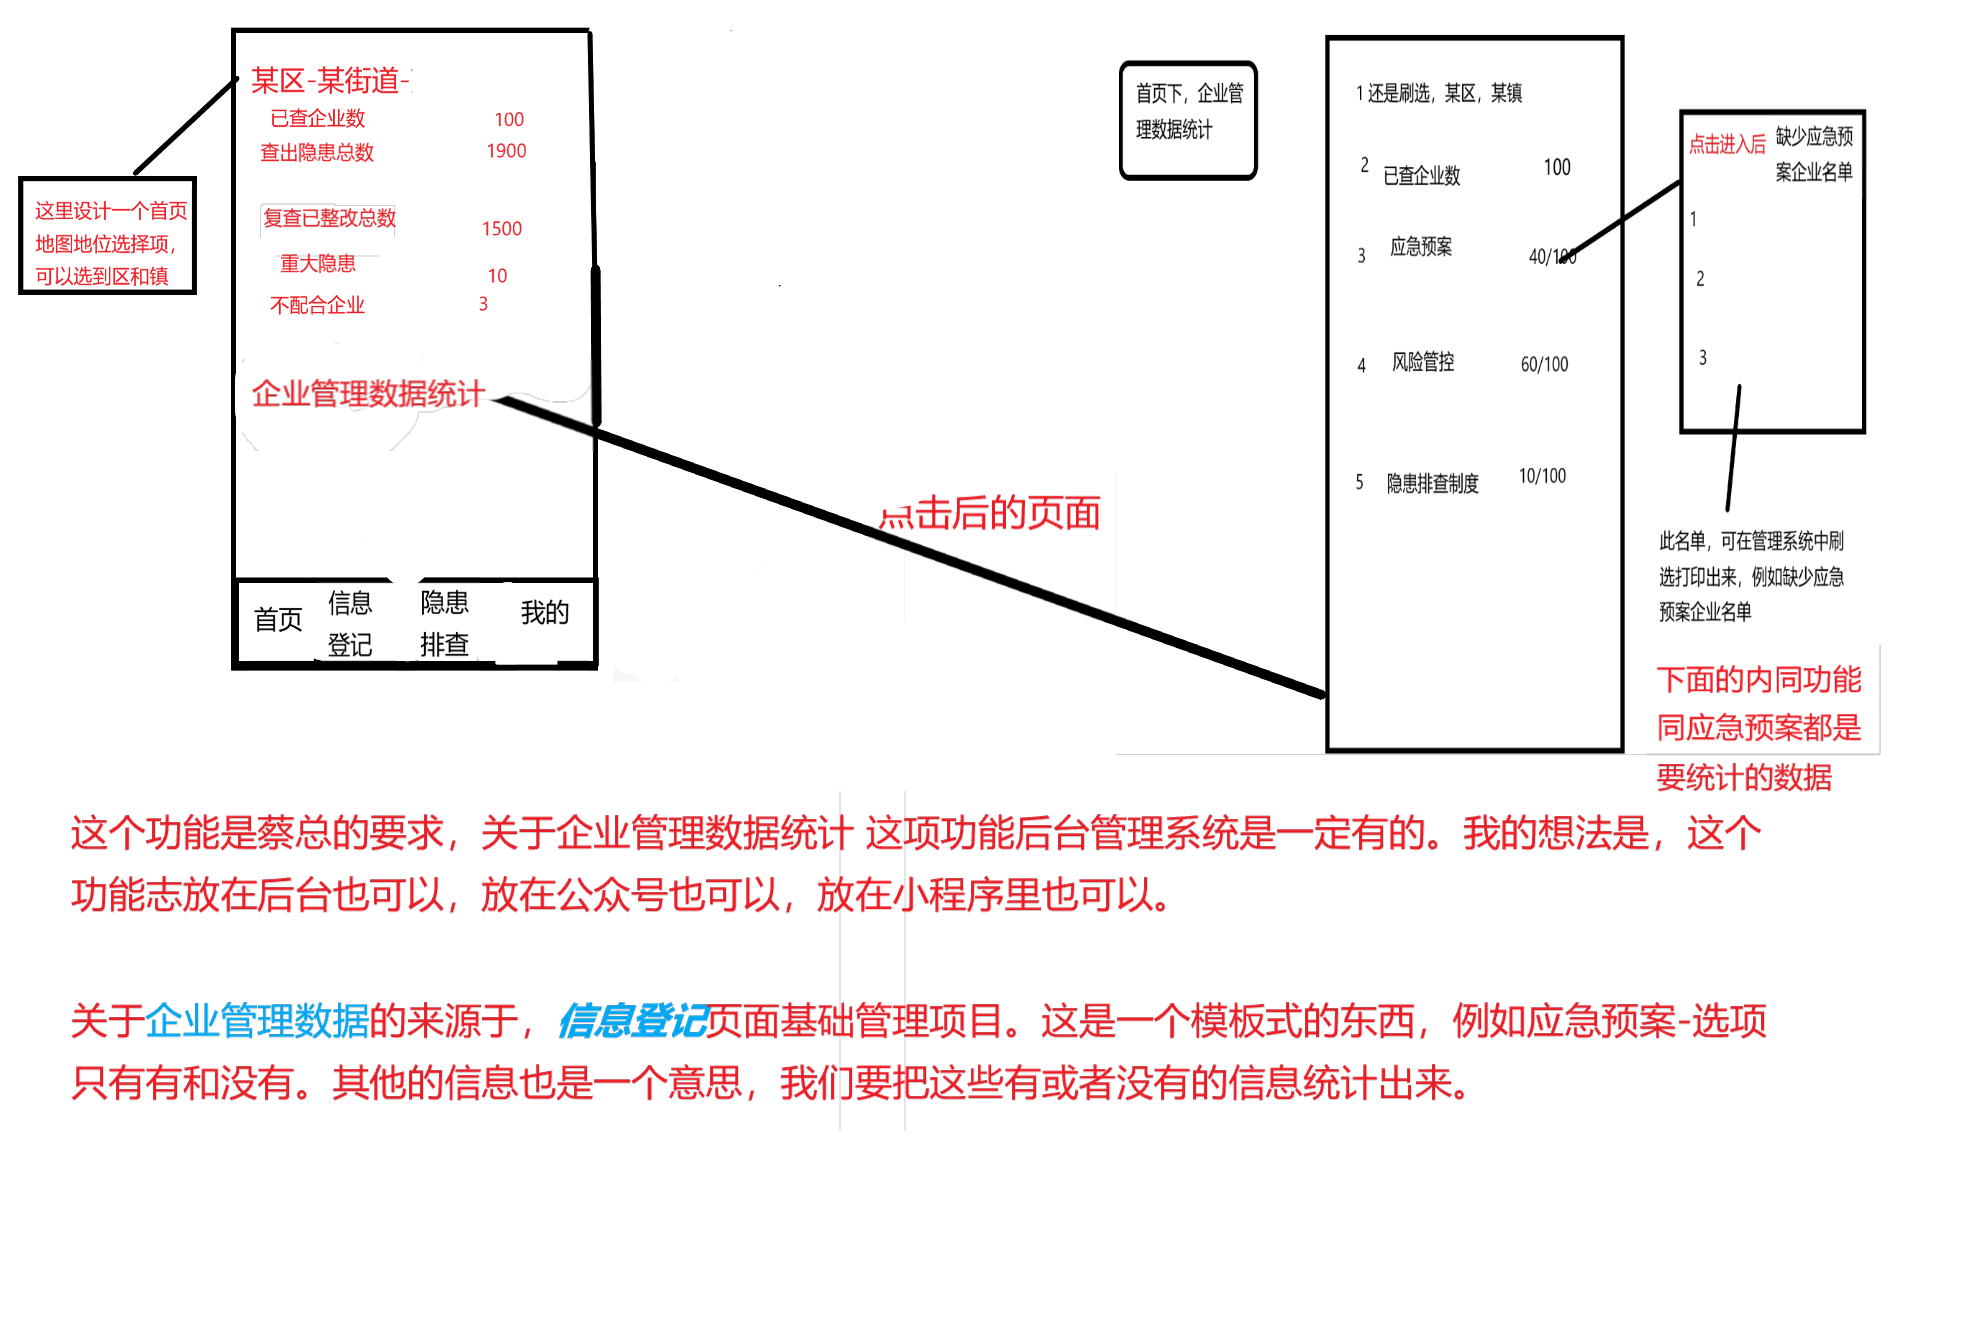 某区-某街道-
已查企业数 100
查出隐患总数 1900
复查已整改总数 1500
重大隐患 10
不配合企业 3
企业管理数据统计
首页
信息
登记
隐患
排查
我的
这里设计一个首页
地图地位选择项，
可以选到区和镇
点击后的页面
首页下，企业管
理数据统计
1 还是刷选，某区，某镇
2 已查企业数 100
3 应急预案 40/100
4 风险管控 60/100
5 隐患排查制度 10/100
点击进入后
缺少应急预
案企业名单
1
2
3
此名单，可在管理系统中刷
选打印出来，例如缺少应急
预案企业名单
下面的内同功能
同应急预案都是
要统计的数据
这个功能是蔡总的要求，关于企业管理数据统计 这项功能后台管理系统是一定有的。我的想法是，这个
功能志放在后台也可以，放在公众号也可以，放在小程序里也可以。
关于企业管理数据的来源于，信息登记页面基础管理项目。这是一个模板式的东西，例如应急预案-选项
只有有和没有。其他的信息也是一个意思，我们要把这些有或者没有的信息统计出来。